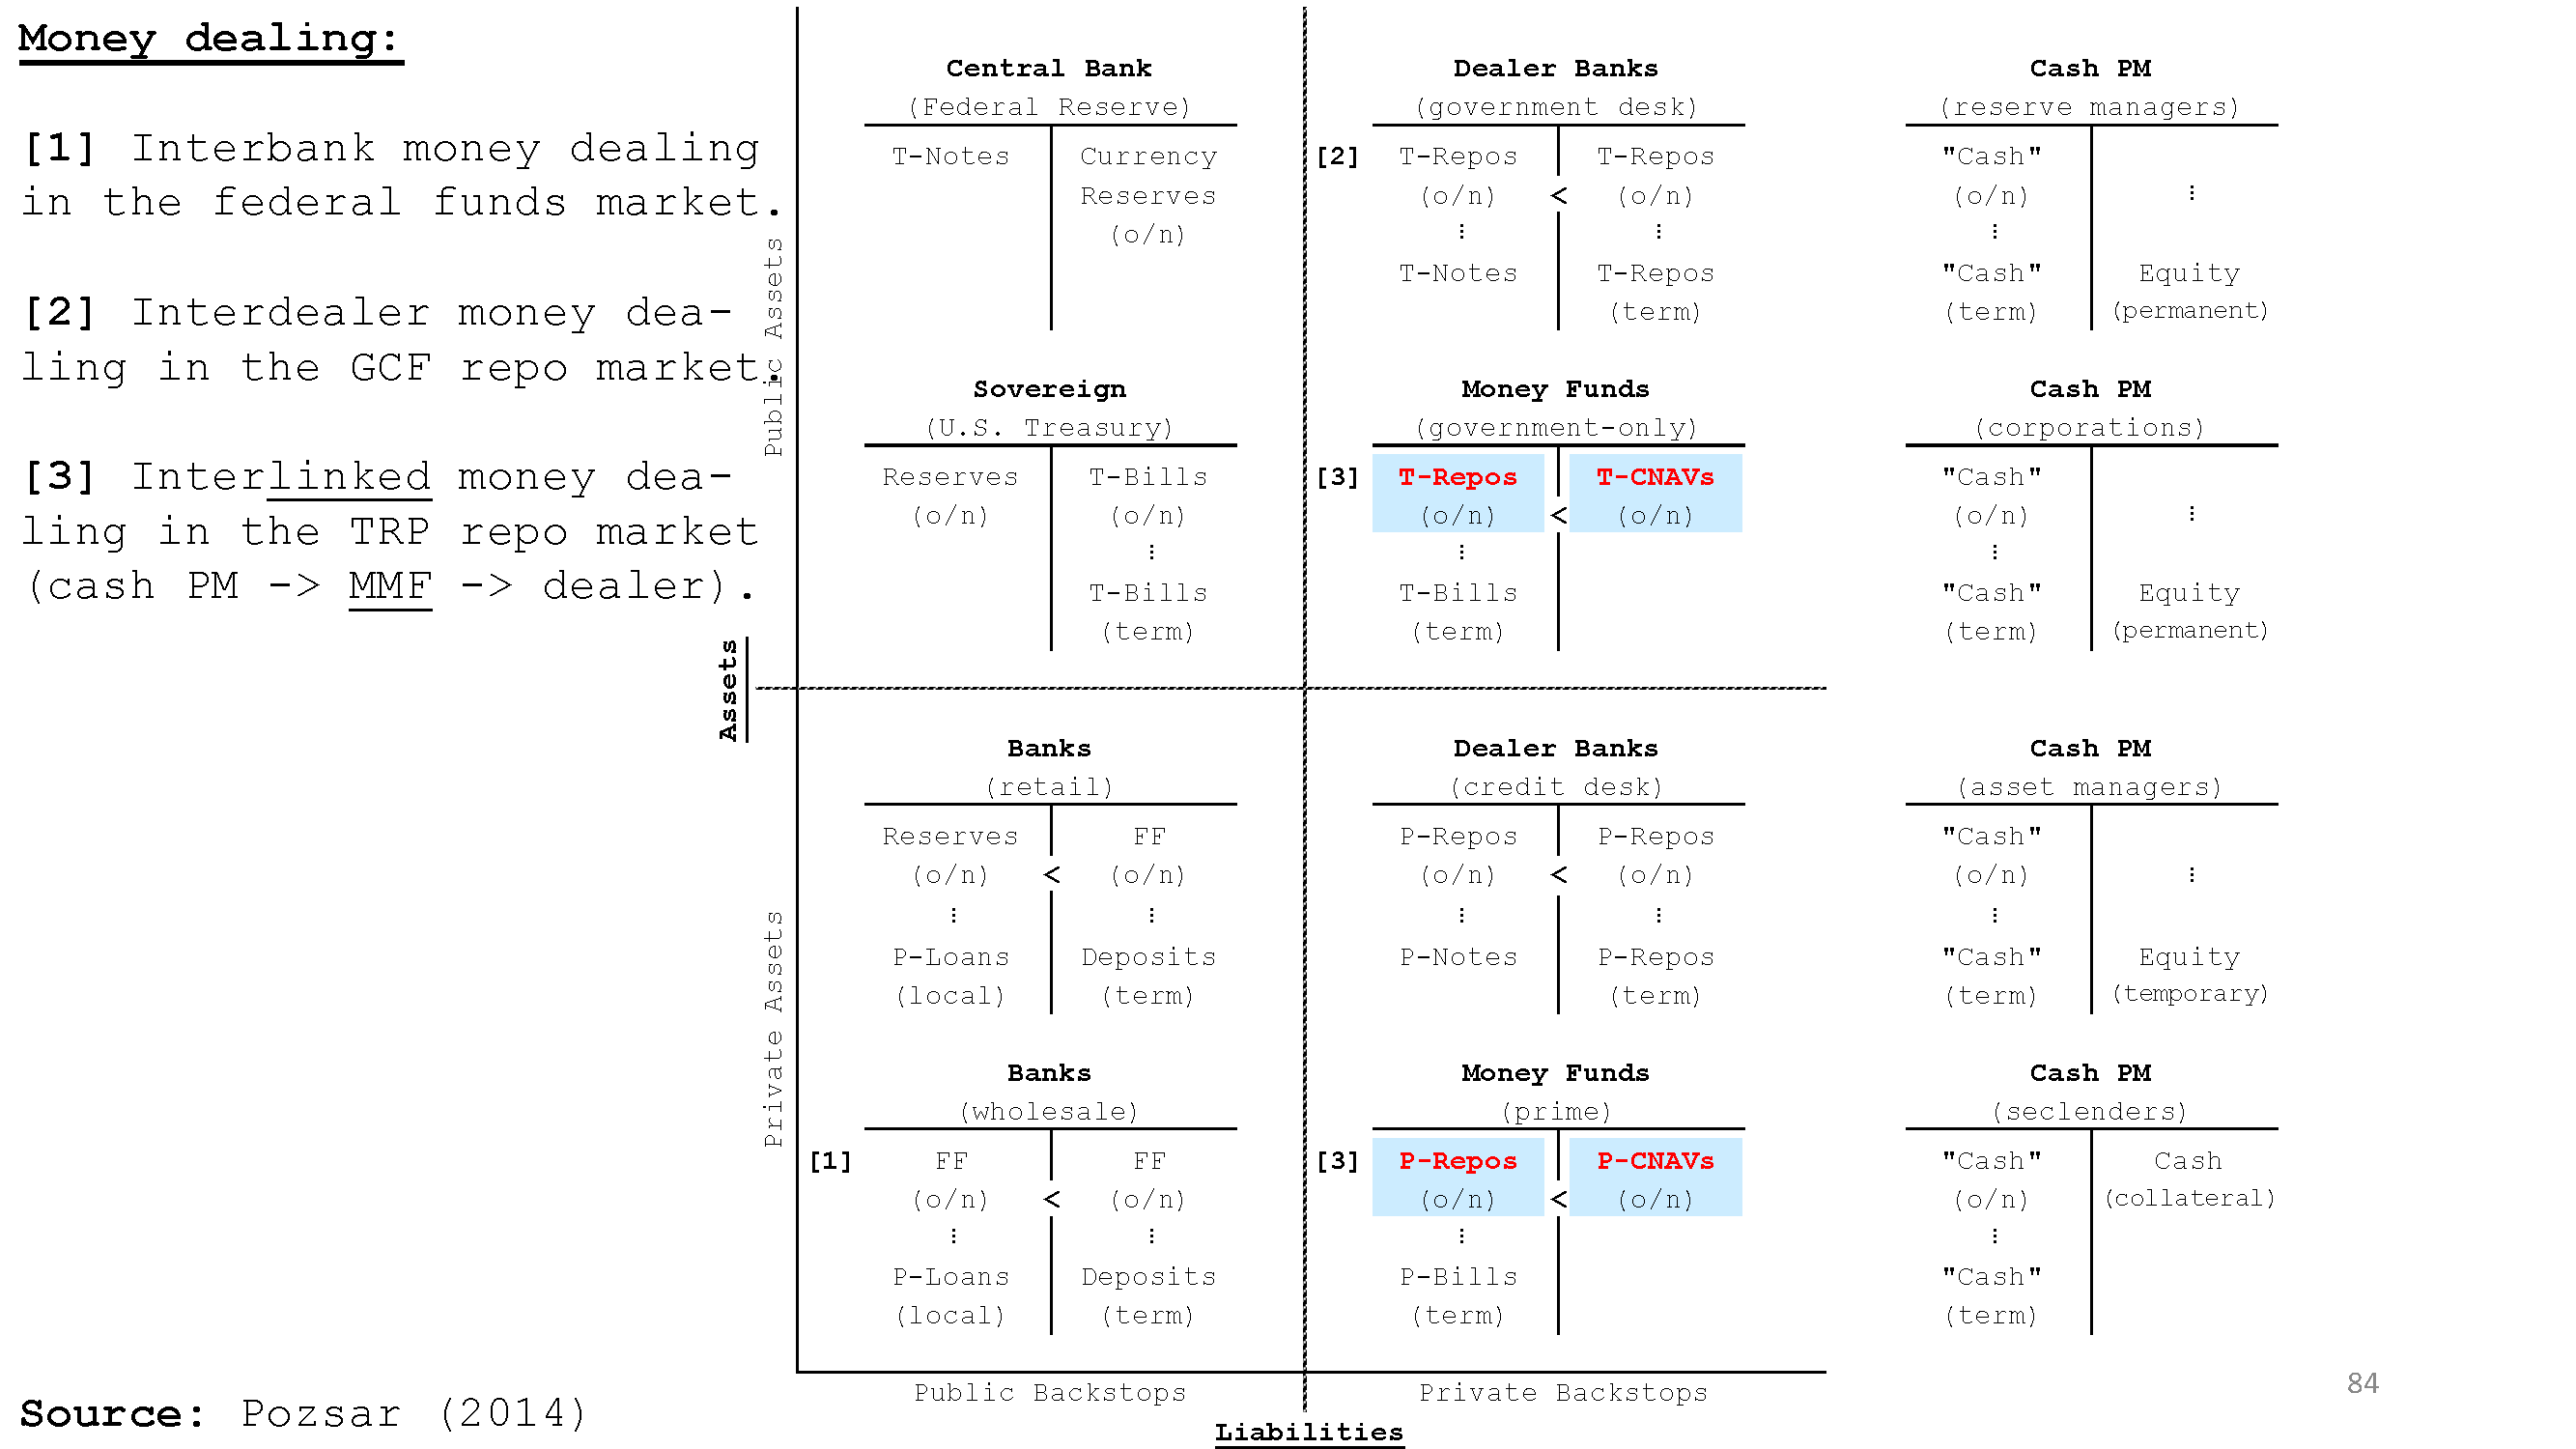 Money dealing:
[1] Interbank money dealing
in the federal funds market.
[2] Interdealer money dea-
ling in the GCF repo market.
[3] Interlinked money dea-
ling in the TRP repo market
(cash PM -> MMF -> dealer).
Source: Pozsar (2014)
Assets
Public Assets
Private Assets
Central Bank
(Federal Reserve)
T-Notes Currency
Reserves
(o/n)
Dealer Banks
(government desk)
[2] T-Repos T-Repos
(o/n) < (o/n)
⋮ ⋮
T-Notes T-Repos
(term)
Cash PM
(reserve managers)
"Cash"
(o/n) ⋮
⋮
"Cash" Equity
(term) (permanent)
Sovereign
(U.S. Treasury)
Reserves T-Bills
(o/n) (o/n)
⋮
T-Bills
(term)
Money Funds
(government-only)
[3] T-Repos T-CNAVs
(o/n) < (o/n)
⋮
T-Bills
(term)
Cash PM
(corporations)
"Cash"
(o/n) ⋮
⋮
"Cash" Equity
(term) (permanent)
Banks
(retail)
Reserves FF
(o/n) < (o/n)
⋮ ⋮
P-Loans Deposits
(local) (term)
Dealer Banks
(credit desk)
P-Repos P-Repos
(o/n) < (o/n)
⋮ ⋮
P-Notes P-Repos
(term)
Cash PM
(asset managers)
"Cash"
(o/n) ⋮
⋮
"Cash" Equity
(term) (temporary)
Banks
(wholesale)
[1] FF FF
(o/n) < (o/n)
⋮ ⋮
P-Loans Deposits
(local) (term)
Money Funds
(prime)
[3] P-Repos P-CNAVs
(o/n) < (o/n)
⋮
P-Bills
(term)
Cash PM
(seclenders)
"Cash" Cash
(o/n) (collateral)
⋮
"Cash"
(term)
Public Backstops Private Backstops
Liabilities
84